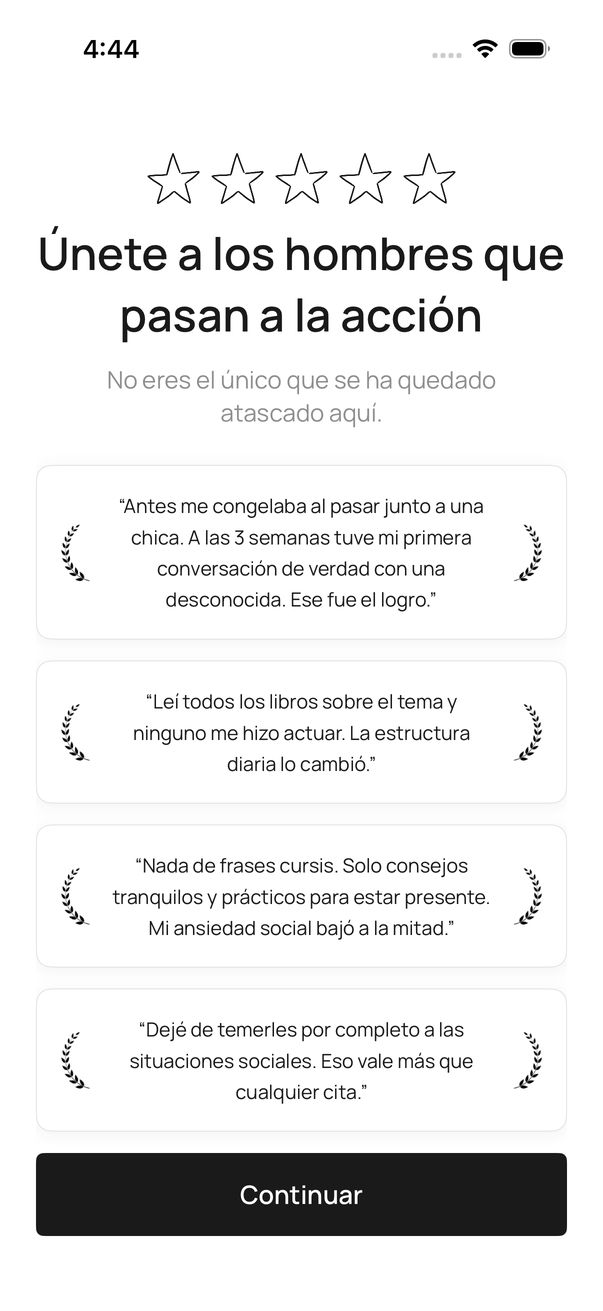 4:44
Únete a los hombres que
pasan a la acción
No eres el único que se ha quedado
atascado aquí.
“Antes me congelaba al pasar junto a una
chica. A las 3 semanas tuve mi primera
conversación de verdad con una
desconocida. Ese fue el logro.”
“Leí todos los libros sobre el tema y
ninguno me hizo actuar. La estructura
diaria lo cambió.”
“Nada de frases cursis. Solo consejos
tranquilos y prácticos para estar presente.
Mi ansiedad social bajó a la mitad.”
“Dejé de temerles por completo a las
situaciones sociales. Eso vale más que
cualquier cita.”
Continuar